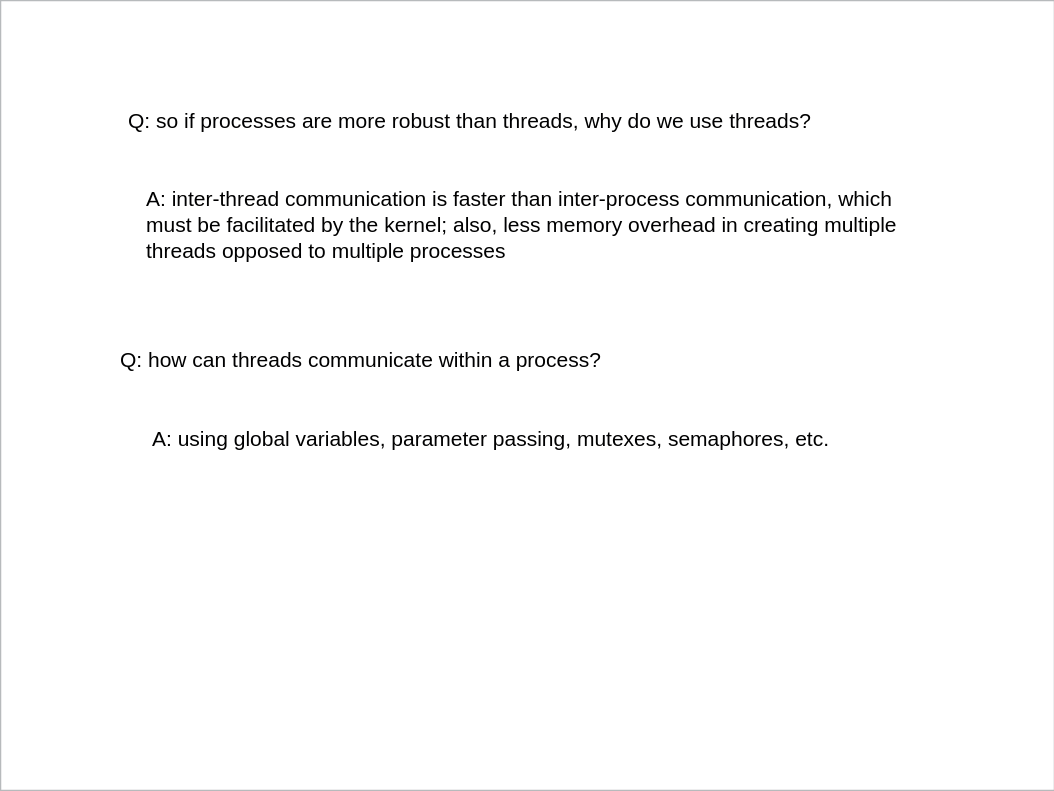 Q: so if processes are more robust than threads, why do we use threads?
A: inter-thread communication is faster than inter-process communication, which
must be facilitated by the kernel; also, less memory overhead in creating multiple
threads opposed to multiple processes
Q: how can threads communicate within a process?
A: using global variables, parameter passing, mutexes, semaphores, etc.